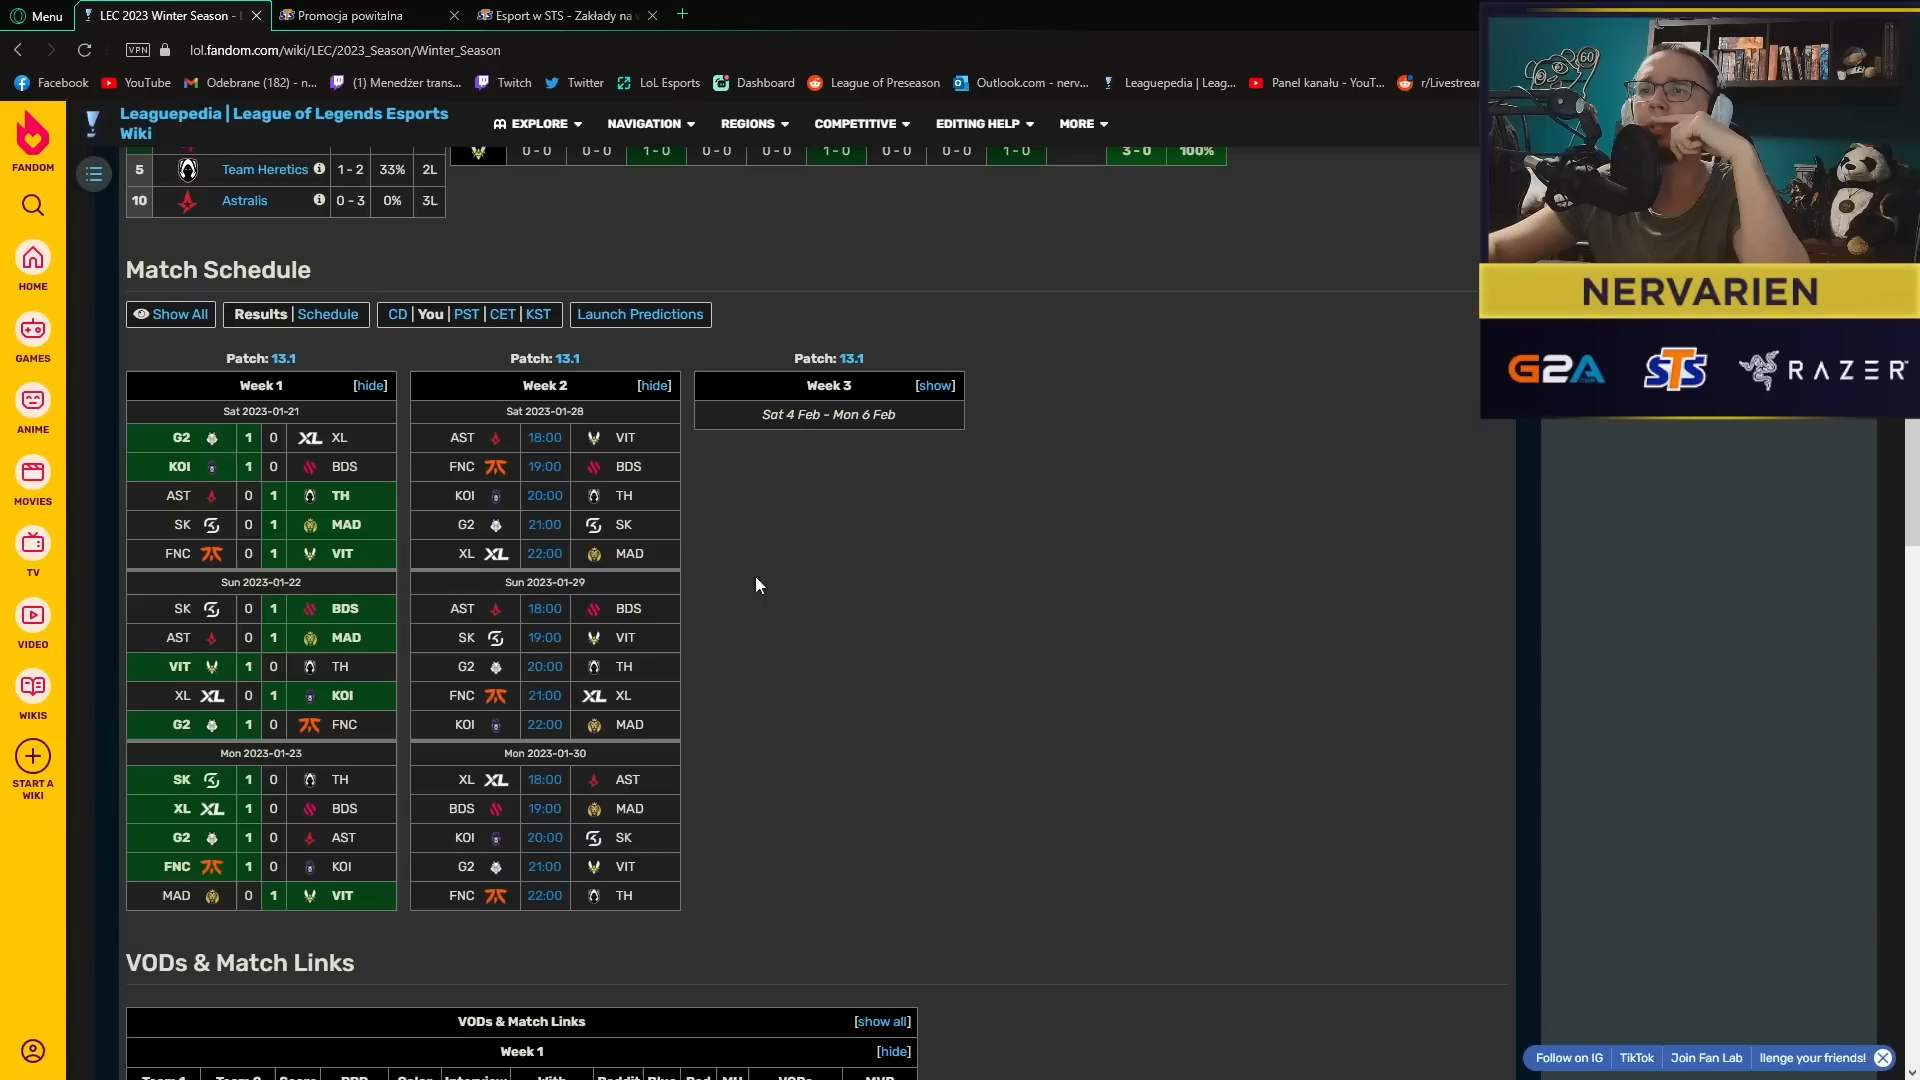 Menu LEC 2023 Winter Season - Promocja powitalna Esport w STS - Zakłady na
VPN lol.fandom.com/wiki/LEC/2023_Season/Winter_Season
Facebook YouTube Odebrane (182) - n... (1) Menedżer trans... Twitch Twitter LoL Esports Dashboard League of Preseason Outlook.com - nerv... Leaguepedia | Leag... Panel kanału - YouT... r/Livestrear
Leaguepedia | League of Legends Esports
Wiki
EXPLORE NAVIGATION REGIONS COMPETITIVE EDITING HELP MORE
FANDOM
HOME
GAMES
ANIME
MOVIES
TV
VIDEO
WIKIS
START A
WIKI
0 - 0 0 - 0 1 - 0 0 - 0 0 - 0 1 - 0 0 - 0 0 - 0 1 - 0 3 - 0 100%
5 Team Heretics 1 - 2 33% 2L
10 Astralis 0 - 3 0% 3L
Match Schedule
Show All Results | Schedule CD | You | PST | CET | KST Launch Predictions
Patch: 13.1
Week 1 [hide]
Sat 2023-01-21
G2 1 0 XL XL
KOI 1 0 BDS
AST 0 1 TH
SK 0 1 MAD
FNC 0 1 VIT
Sun 2023-01-22
SK 0 1 BDS
AST 0 1 MAD
VIT 1 0 TH
XL XL 0 1 KOI
G2 1 0 FNC
Mon 2023-01-23
SK 1 0 TH
XL XL 1 0 BDS
G2 1 0 AST
FNC 1 0 KOI
MAD 0 1 VIT
Patch: 13.1
Week 2 [hide]
Sat 2023-01-28
AST 18:00 VIT
FNC 19:00 BDS
KOI 20:00 TH
G2 21:00 SK
XL XL 22:00 MAD
Sun 2023-01-29
AST 18:00 BDS
SK 19:00 VIT
G2 20:00 TH
FNC 21:00 XL XL
KOI 22:00 MAD
Mon 2023-01-30
XL XL 18:00 AST
BDS 19:00 MAD
KOI 20:00 SK
G2 21:00 VIT
FNC 22:00 TH
Patch: 13.1
Week 3 [show]
Sat 4 Feb - Mon 6 Feb
VODs & Match Links
VODs & Match Links [show all]
Week 1 [hide]
60
NERVARIEN
G2A STS RAZER
Follow on IG TikTok Join Fan Lab llenge your friends!